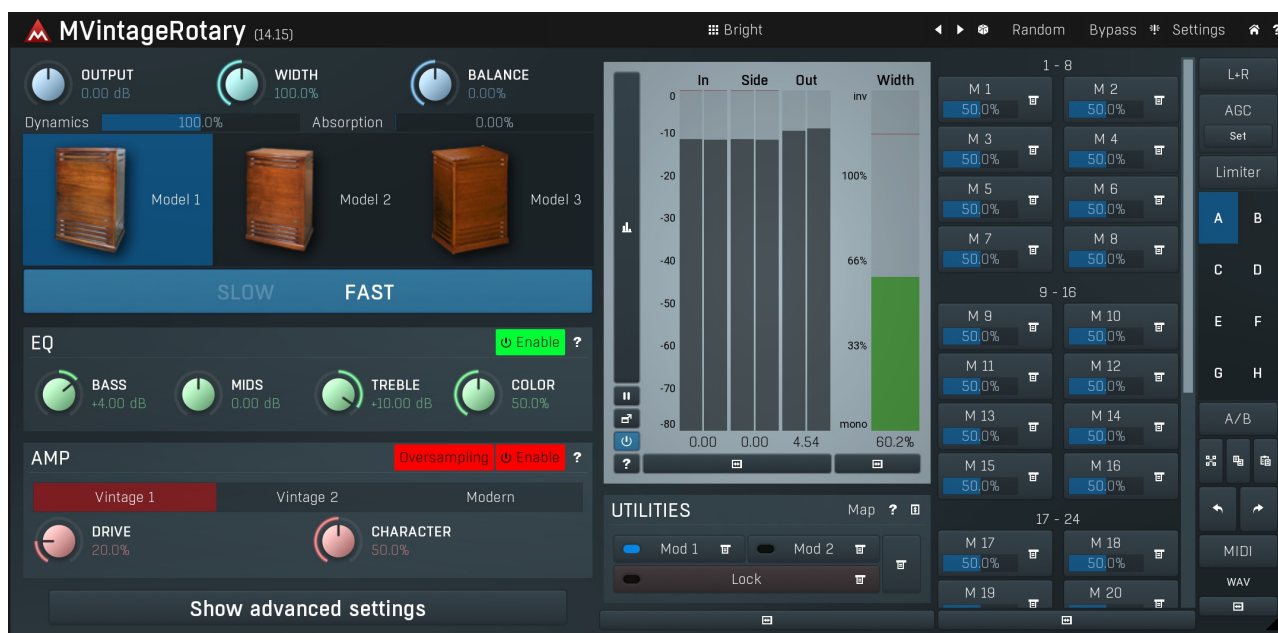 MVintageRotary (14.15)
Bright
Random
Bypass
Settings
?
OUTPUT
0.00 dB
WIDTH
100.0%
BALANCE
0.00%
Dynamics 100.0%
Absorption 0.00%
Model 1
Model 2
Model 3
SLOW FAST
EQ
Enable ?
BASS
+4.00 dB
MIDS
0.00 dB
TREBLE
+10.00 dB
COLOR
50.0%
AMP
Oversampling Enable ?
Vintage 1 Vintage 2 Modern
DRIVE
20.0%
CHARACTER
50.0%
Show advanced settings
In Side Out Width
0 inv
-10
-20 100%
-30
-40 66%
-50
-60 33%
-70
-80 mono
0.00 0.00 4.54 60.2%
?
UTILITIES
Map ?
Mod 1 Mod 2
Lock
1 - 8
M 1 M 2
50.0% 50.0%
M 3 M 4
50.0% 50.0%
M 5 M 6
50.0% 50.0%
M 7 M 8
50.0% 50.0%
9 - 16
M 9 M 10
50.0% 50.0%
M 11 M 12
50.0% 50.0%
M 13 M 14
50.0% 50.0%
M 15 M 16
50.0% 50.0%
17 - 24
M 17 M 18
50.0% 50.0%
M 19 M 20
L+R
AGC
Set
Limiter
A B
C D
E F
G H
A/B
MIDI
WAV